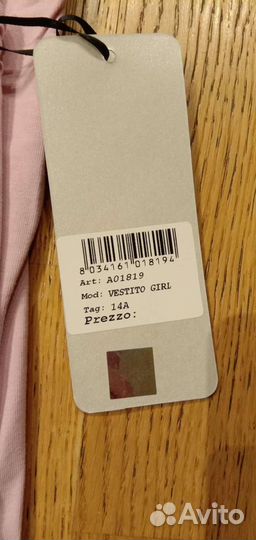 8 034161 018194
Art: A01819
Mod: VESTITO GIRL
Tag: 14A
Prezzo:
Avito